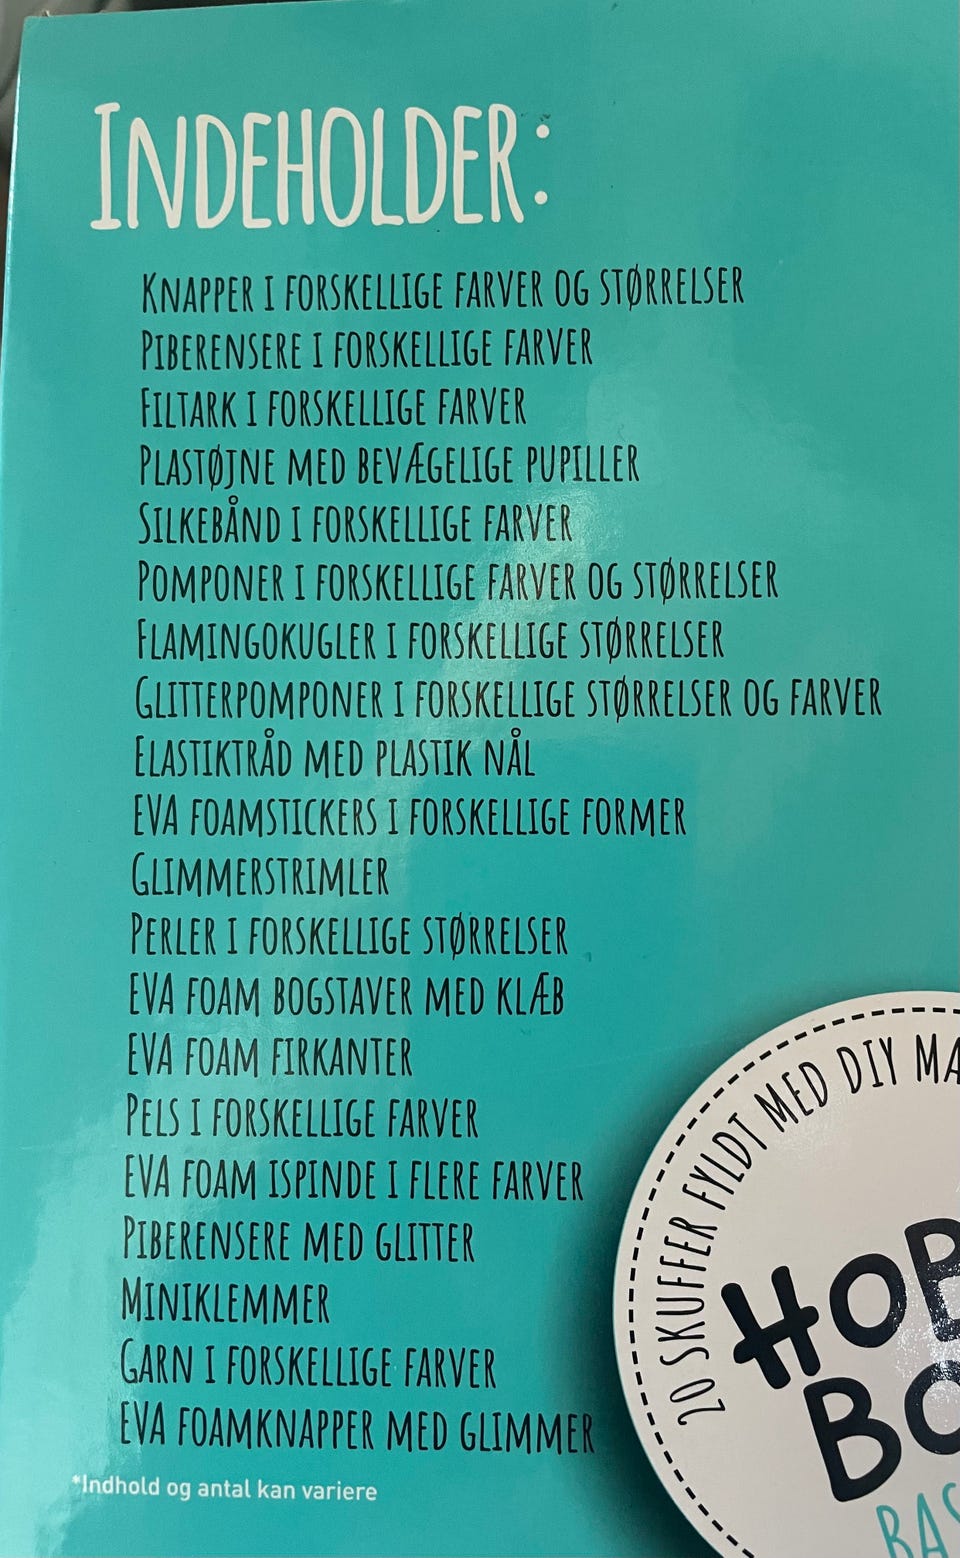 INDEHOLDER:
KNAPPER I FORSKELLIGE FARVER OG STØRRELSER
PIBERENSERE I FORSKELLIGE FARVER
FILTARK I FORSKELLIGE FARVER
PLASTØJNE MED BEVÆGELIGE PUPILLER
SILKEBÅND I FORSKELLIGE FARVER
POMPONER I FORSKELLIGE FARVER OG STØRRELSER
FLAMINGOKUGLER I FORSKELLIGE STØRRELSER
GLITTERPOMPONER I FORSKELLIGE STØRRELSER OG FARVER
ELASTIKTRÅD MED PLASTIK NÅL
EVA FOAMSTICKERS I FORSKELLIGE FORMER
GLIMMERSTRIMLER
PERLER I FORSKELLIGE STØRRELSER
EVA FOAM BOGSTAVER MED KLÆB
EVA FOAM FIRKANTER
PELS I FORSKELLIGE FARVER
EVA FOAM ISPINDE I FLERE FARVER
PIBERENSERE MED GLITTER
MINIKLEMMER
GARN I FORSKELLIGE FARVER
EVA FOAMKNAPPER MED GLIMMER
*Indhold og antal kan variere
20 SKUFFER FYLDT MED DIY